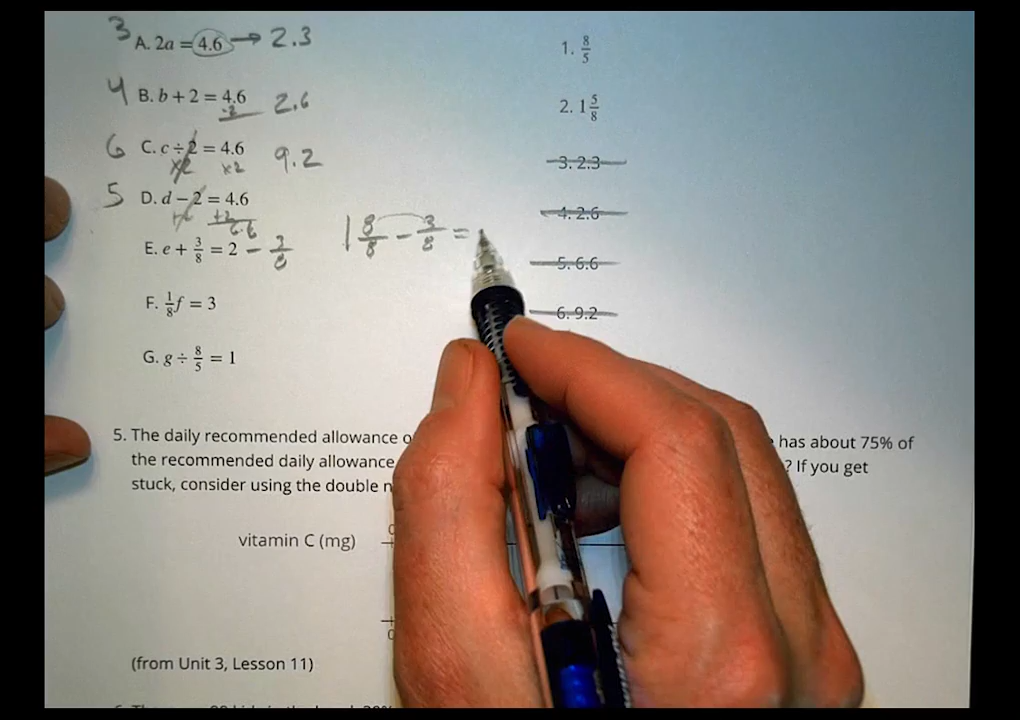 3 A. 2a = 4.6 → 2.3
4 B. b + 2 = 4.6 2.6
-2
6 C. c ÷ 2 = 4.6 9.2
×2 ×2
5 D. d − 2 = 4.6
+2 6.6
E. e + 3/8 = 2 − 3/8 1 8/8 − 3/8 =
F. 1/8 f = 3
G. g ÷ 8/5 = 1
1. 8/5
2. 1 5/8
3. 2.3
4. 2.6
5. 6.6
6. 9.2
5. The daily recommended allowance has about 75% of
the recommended daily allowance ? If you get
stuck, consider using the double
vitamin C (mg)
0
0
(from Unit 3, Lesson 11)